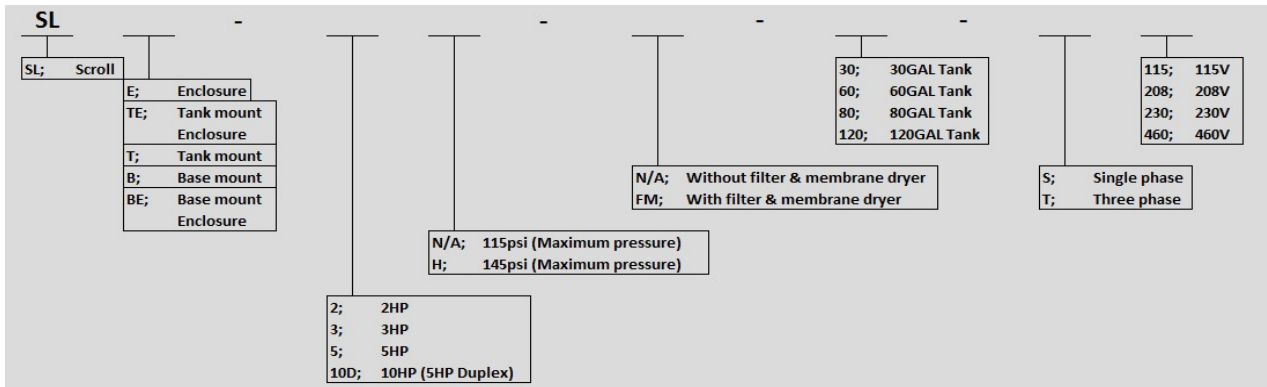 SL - - - -
SL; Scroll
E; Enclosure
TE; Tank mount
Enclosure
T; Tank mount
B; Base mount
BE; Base mount
Enclosure
2; 2HP
3; 3HP
5; 5HP
10D; 10HP (5HP Duplex)
N/A; 115psi (Maximum pressure)
H; 145psi (Maximum pressure)
N/A; Without filter & membrane dryer
FM; With filter & membrane dryer
30; 30GAL Tank
60; 60GAL Tank
80; 80GAL Tank
120; 120GAL Tank
S; Single phase
T; Three phase
115; 115V
208; 208V
230; 230V
460; 460V